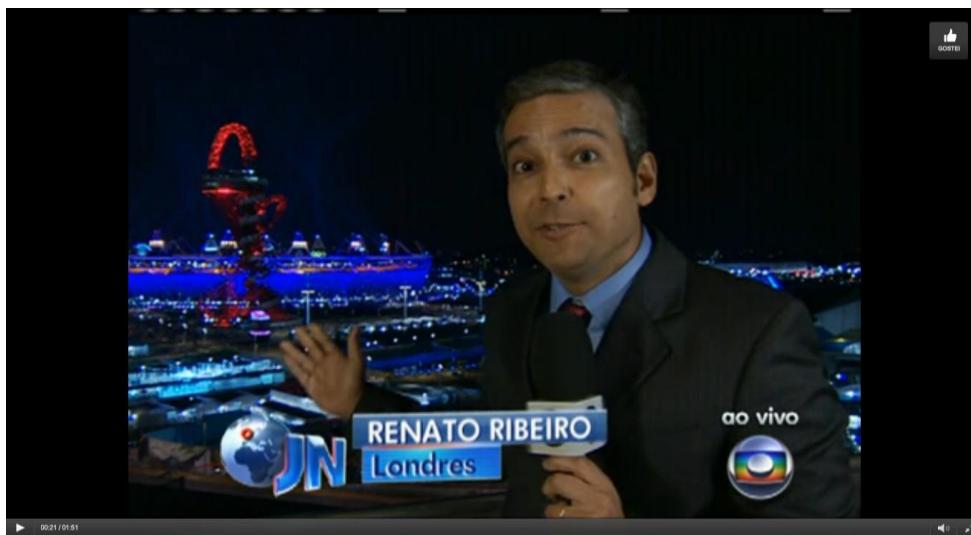 GOSTEI
RENATO RIBEIRO
ao vivo
JN
Londres
00:21 / 01:51